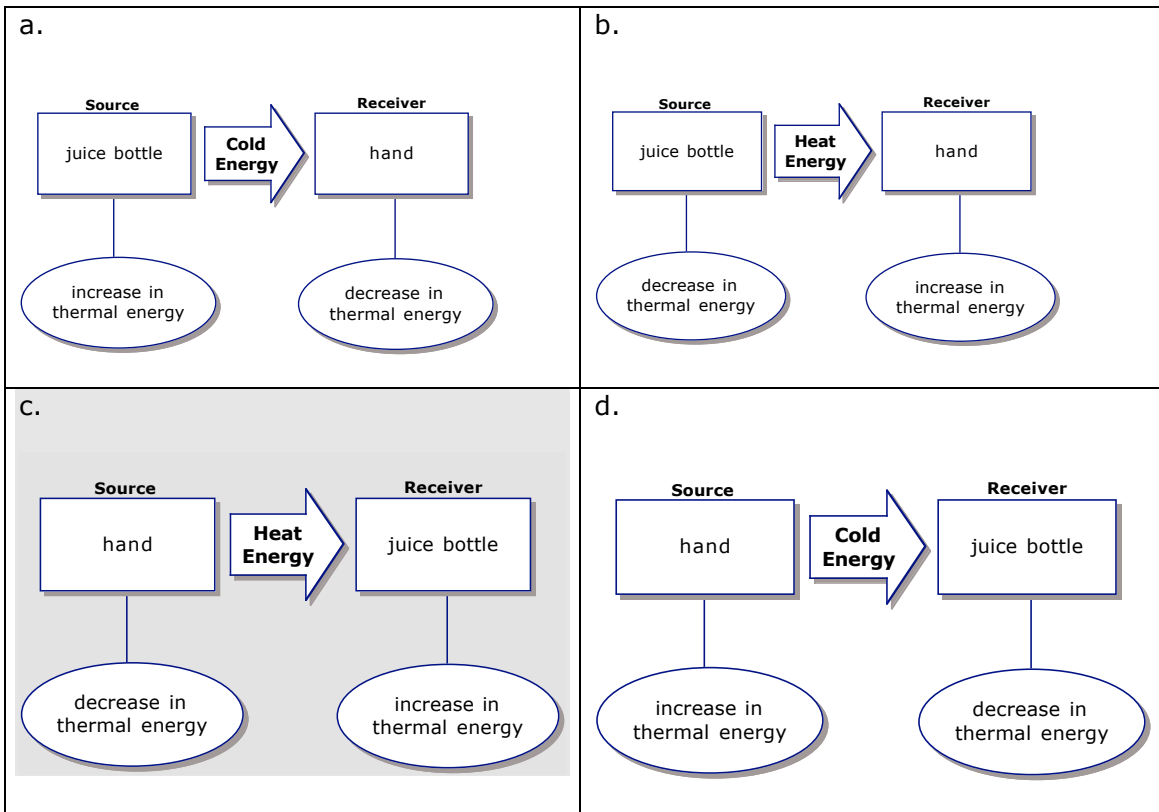 a.
Source
Receiver
juice bottle
Cold
Energy
hand
increase in
thermal energy
decrease in
thermal energy
b.
Source
Receiver
juice bottle
Heat
Energy
hand
decrease in
thermal energy
increase in
thermal energy
c.
Source
Receiver
hand
Heat
Energy
juice bottle
decrease in
thermal energy
increase in
thermal energy
d.
Source
Receiver
hand
Cold
Energy
juice bottle
increase in
thermal energy
decrease in
thermal energy